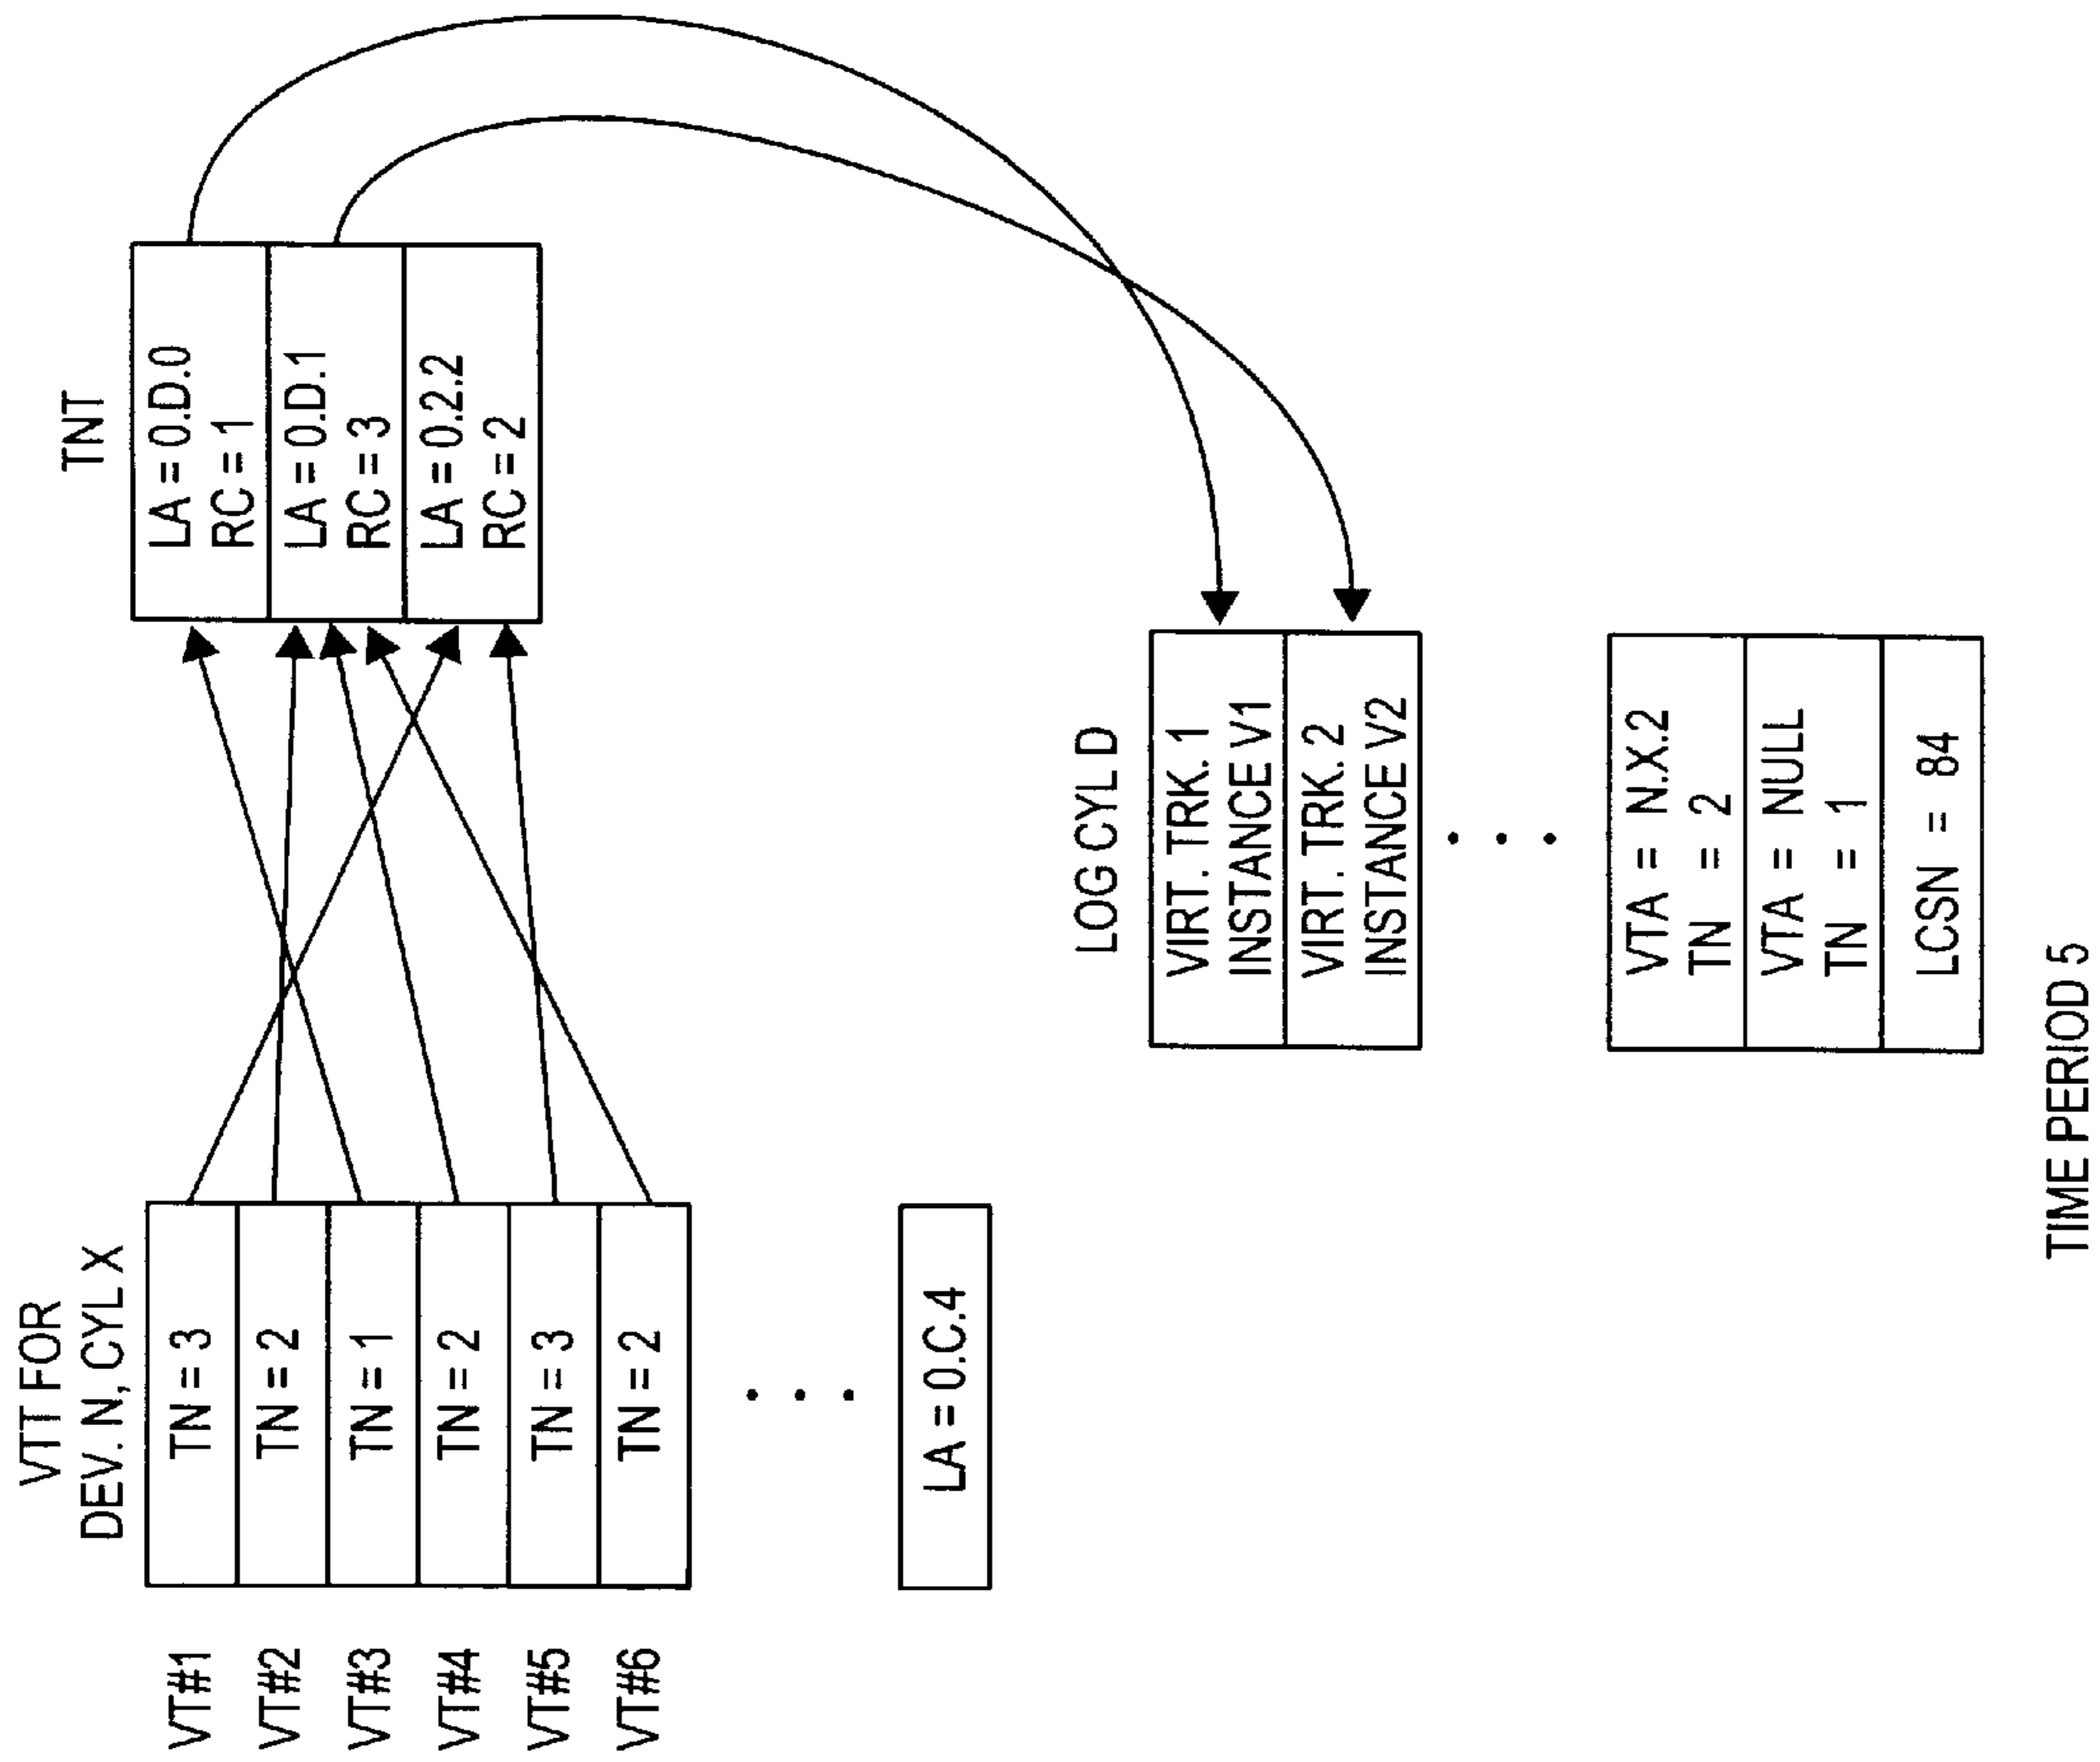 VTT FOR
DEV. N, CYL X
VT#1
TN = 3
VT#2
TN = 2
VT#3
TN = 1
VT#4
TN = 2
VT#5
TN = 3
VT#6
TN = 2
LA = 0.C.4
TNT
LA = 0.D.0
RC = 1
LA = 0.D.1
RC = 3
LA = 0.2.2
RC = 2
LOG CYL D
VIRT. TRK. 1
INSTANCE V1
VIRT. TRK. 2
INSTANCE V2
VTA = N.X.2
TN = 2
VTA = NULL
TN = 1
LCSN = 84
TIME PERIOD 5